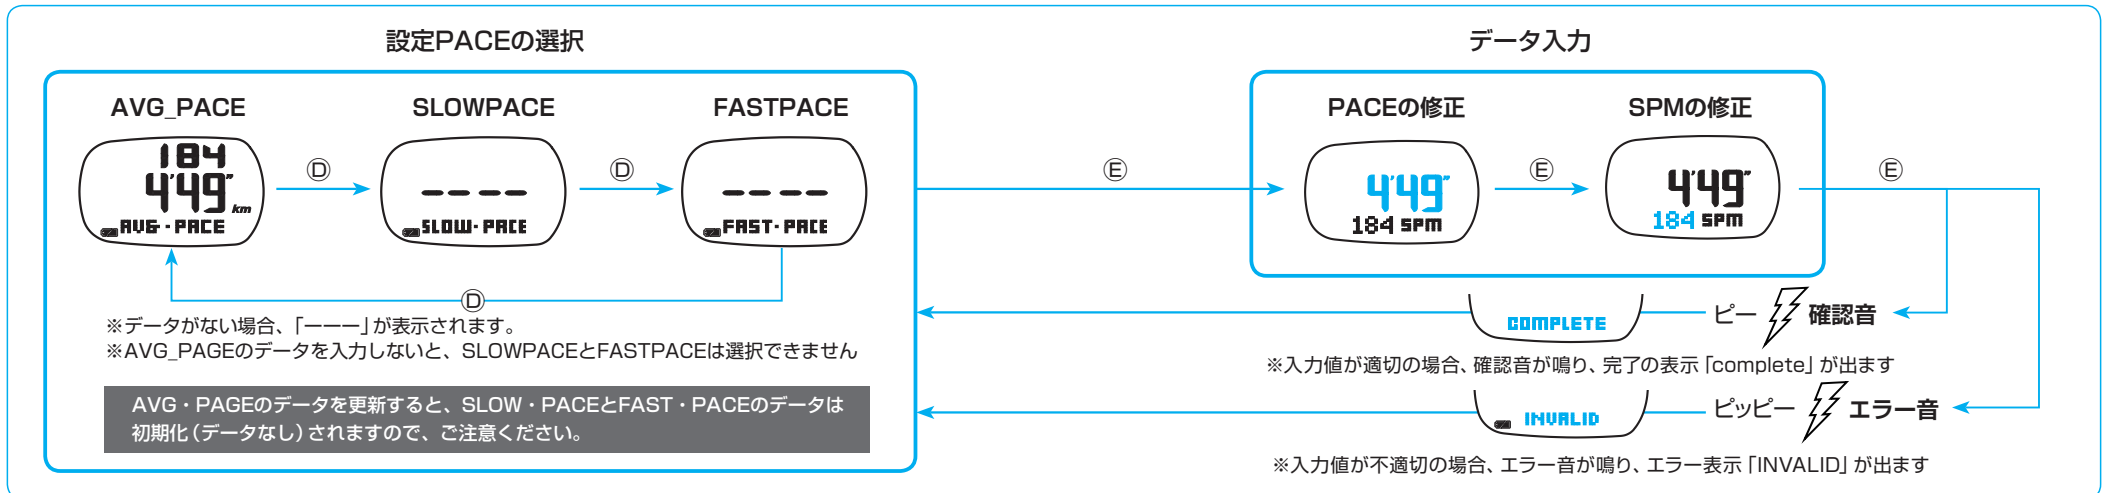 設定PACEの選択
データ入力
AVG_PACE
SLOWPACE
FASTPACE
PACEの修正
SPMの修正
184
4'49"
km
AVG・PACE
Ⓓ
----
SLOW・PACE
Ⓓ
----
FAST・PACE
Ⓔ
4'49"
184 SPM
Ⓔ
4'49"
184 SPM
Ⓔ
Ⓓ
※データがない場合、「ーーー」が表示されます。
※AVG_PAGEのデータを入力しないと、SLOWPACEとFASTPACEは選択できません
AVG・PAGEのデータを更新すると、SLOW・PACEとFAST・PACEのデータは
初期化(データなし)されますので、ご注意ください。
COMPLETE
ピー
確認音
※入力値が適切の場合、確認音が鳴り、完了の表示「complete」が出ます
INVALID
ピッピー
エラー音
※入力値が不適切の場合、エラー音が鳴り、エラー表示「INVALID」が出ます